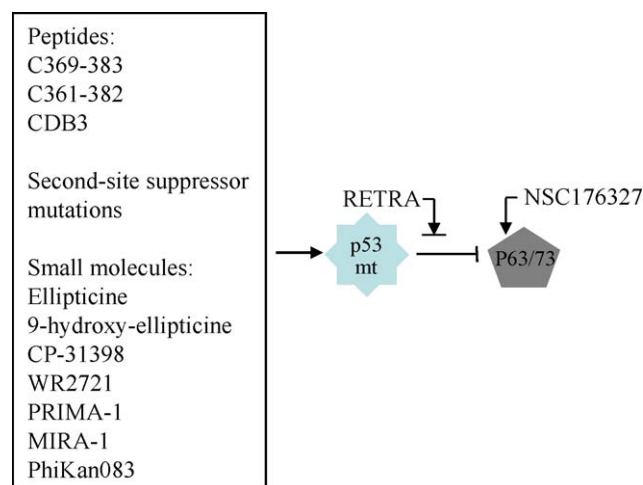 Peptides:
C369-383
C361-382
CDB3
Second-site suppressor
mutations
Small molecules:
Ellipticine
9-hydroxy-ellipticine
CP-31398
WR2721
PRIMA-1
MIRA-1
PhiKan083
RETRA
NSC176327
p53
mt
P63/73